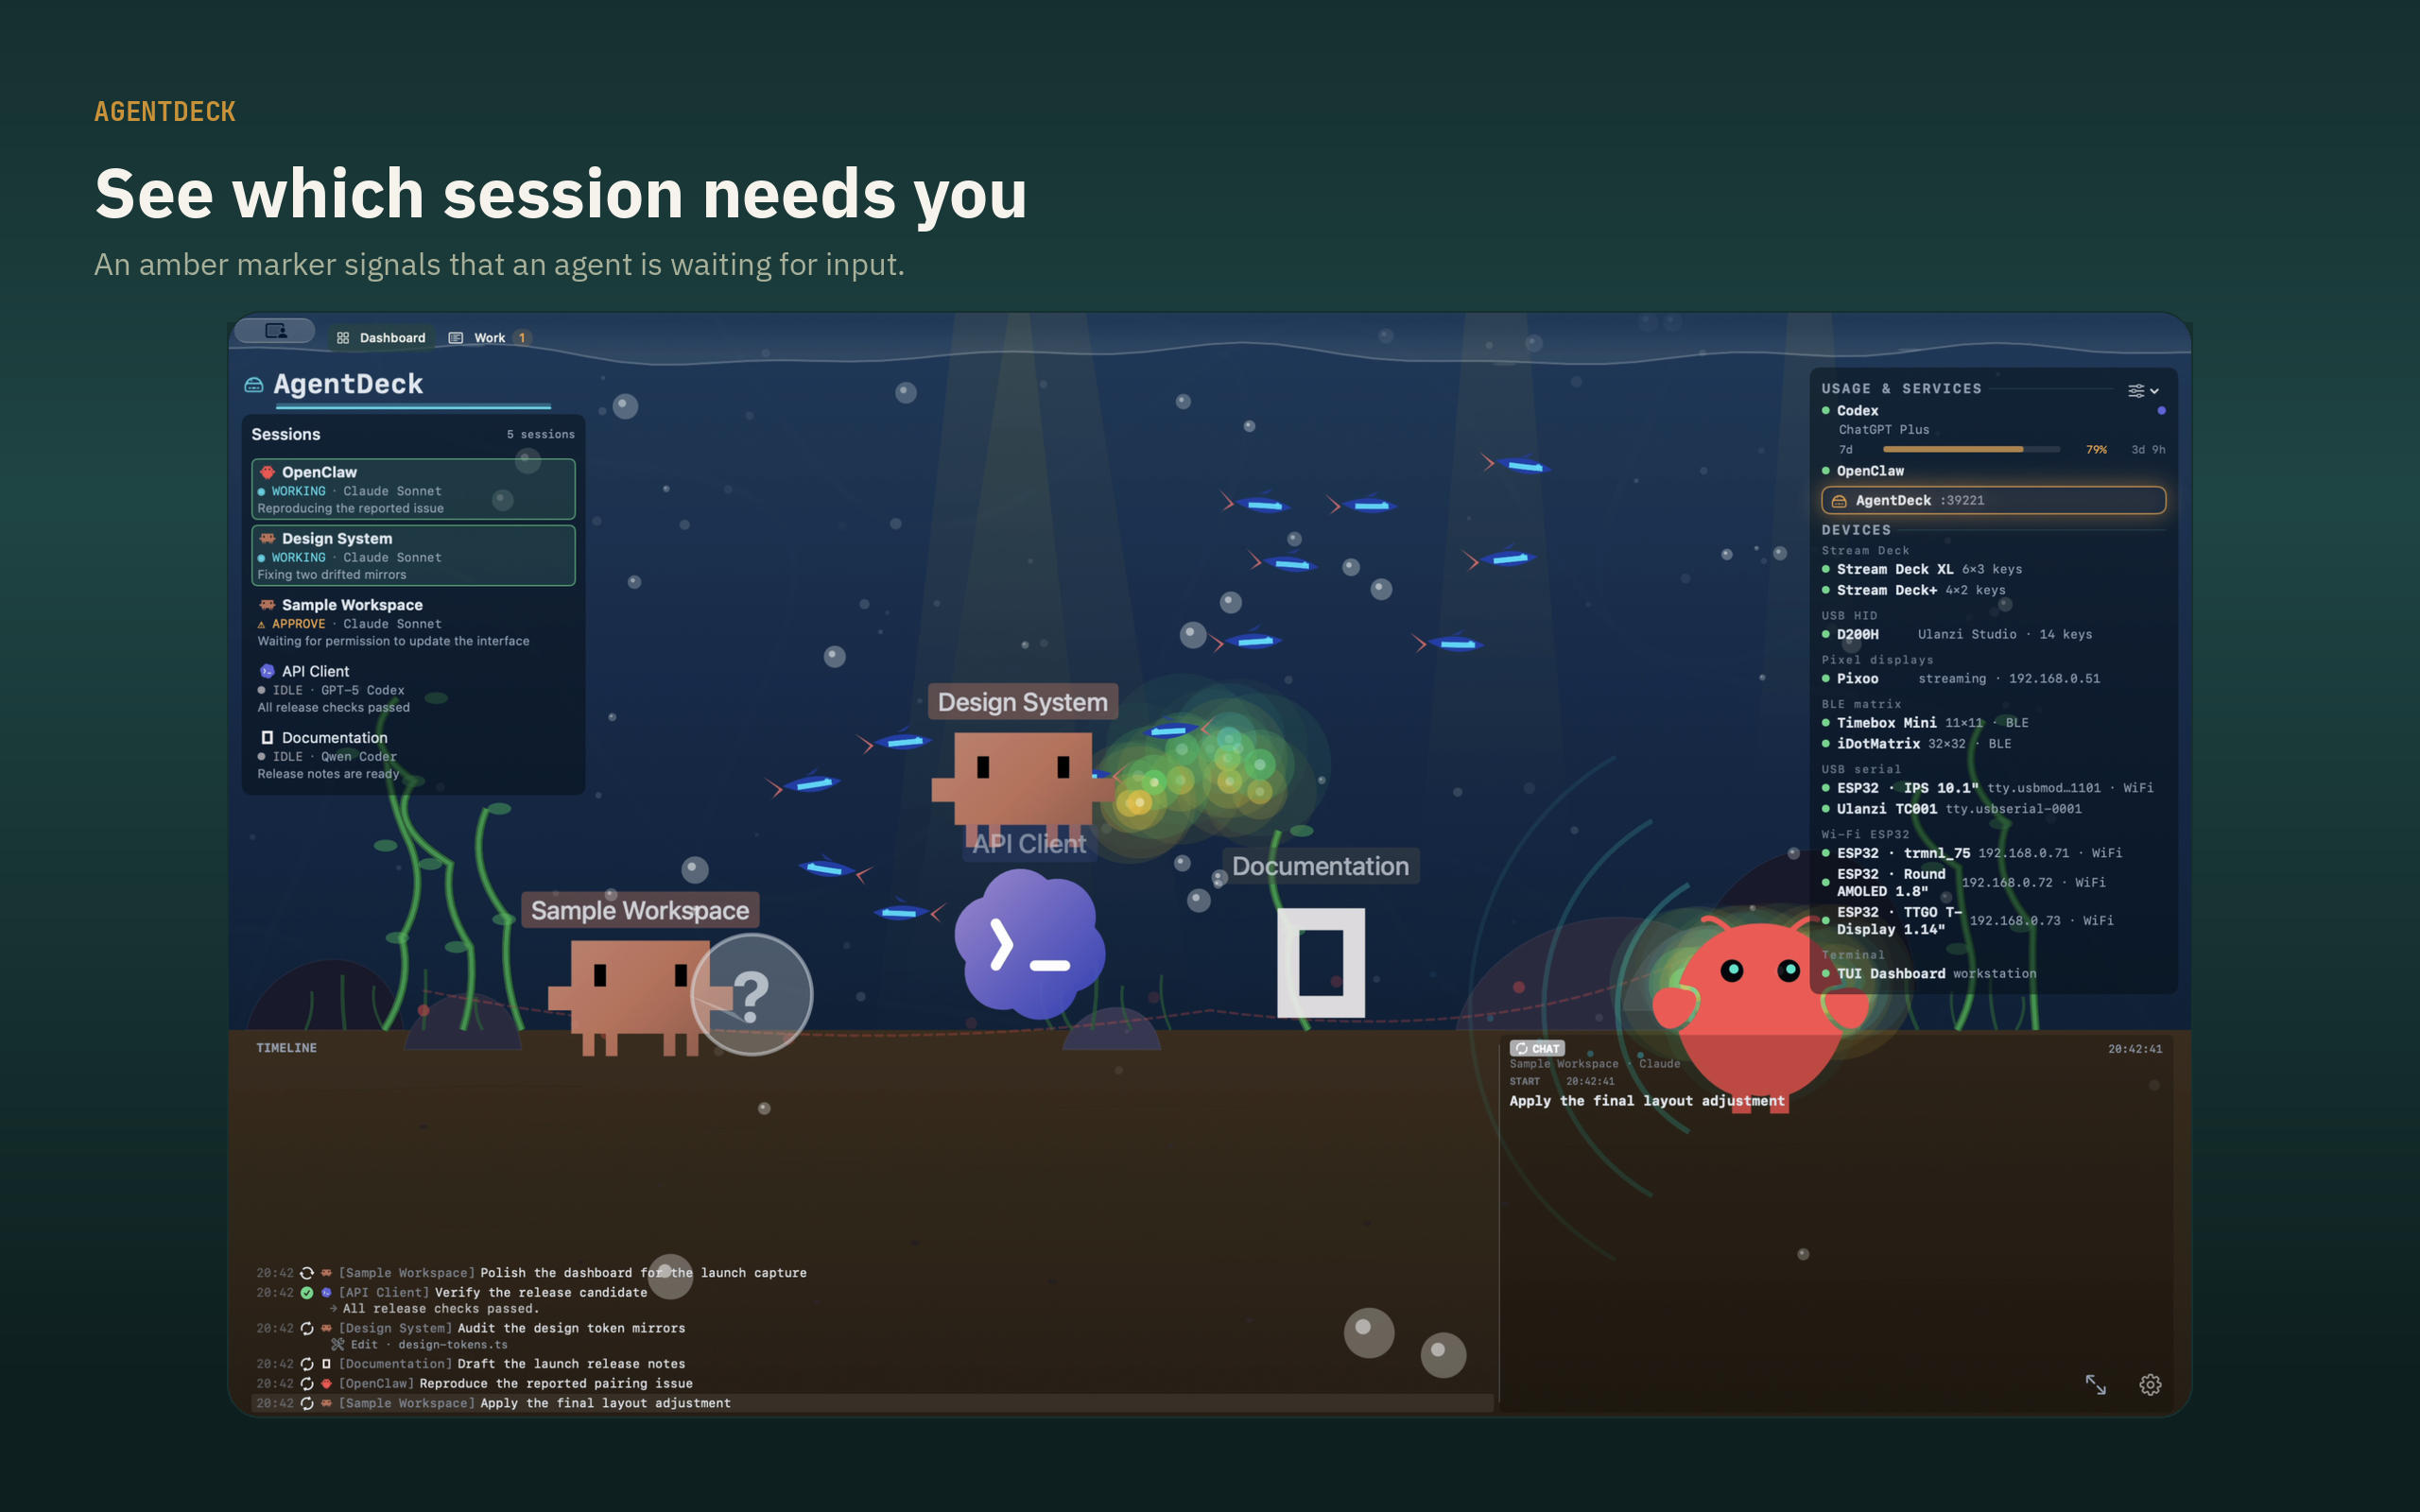 AGENTDECK
See which session needs you
An amber marker signals that an agent is waiting for input.
Dashboard Work 1
AgentDeck
Sessions 5 sessions
OpenClaw
WORKING · Claude Sonnet
Reproducing the reported issue
Design System
WORKING · Claude Sonnet
Fixing two drifted mirrors
Sample Workspace
APPROVE · Claude Sonnet
Waiting for permission to update the interface
API Client
IDLE · GPT-5 Codex
All release checks passed
Documentation
IDLE · Qwen Coder
Release notes are ready
Design System
API Client
Documentation
Sample Workspace
?
USAGE & SERVICES
Codex
ChatGPT Plus
7d 79% 3d 9h
OpenClaw
AgentDeck :39221
DEVICES
Stream Deck
Stream Deck XL 6×3 keys
Stream Deck+ 4×2 keys
USB HID
D200H Ulanzi Studio · 14 keys
Pixel displays
Pixoo streaming · 192.168.0.51
BLE matrix
Timebox Mini 11×11 · BLE
iDotMatrix 32×32 · BLE
USB serial
ESP32 · IPS 10.1" tty.usbmod…1101 · WiFi
Ulanzi TC001 tty.usbserial-0001
Wi-Fi ESP32
ESP32 · trmnl_75 192.168.0.71 · WiFi
ESP32 · Round AMOLED 1.8" 192.168.0.72 · WiFi
ESP32 · TTGO T-Display 1.14" 192.168.0.73 · WiFi
Terminal
TUI Dashboard workstation
TIMELINE
20:42 [Sample Workspace] Polish the dashboard for the launch capture
20:42 [API Client] Verify the release candidate
→ All release checks passed.
20:42 [Design System] Audit the design token mirrors
Edit · design-tokens.ts
20:42 [Documentation] Draft the launch release notes
20:42 [OpenClaw] Reproduce the reported pairing issue
20:42 [Sample Workspace] Apply the final layout adjustment
CHAT 20:42:41
Sample Workspace · Claude
START 20:42:41
Apply the final layout adjustment